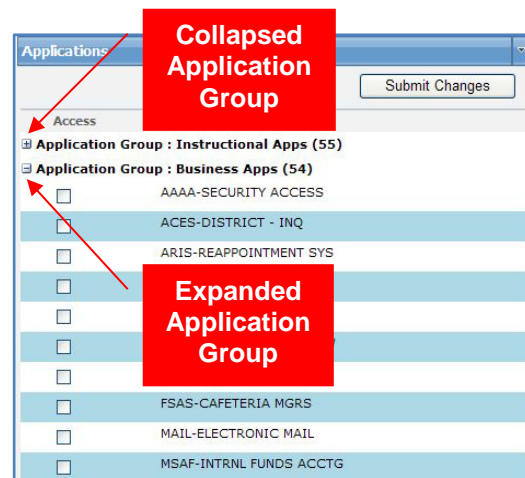 Collapsed
Application
Group
Applications
Submit Changes
Access
Application Group : Instructional Apps (55)
Application Group : Business Apps (54)
AAAA-SECURITY ACCESS
ACES-DISTRICT - INQ
ARIS-REAPPOINTMENT SYS
Expanded
Application
Group
FSAS-CAFETERIA MGRS
MAIL-ELECTRONIC MAIL
MSAF-INTRNL FUNDS ACCTG